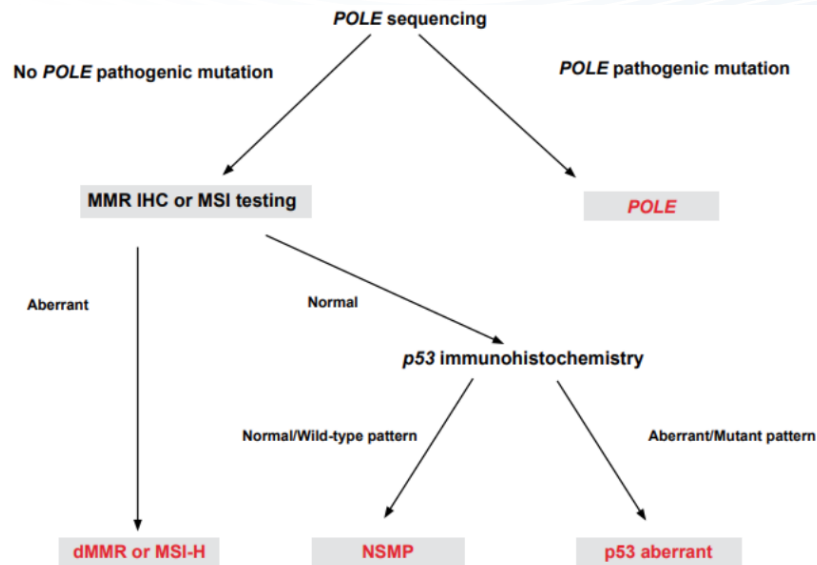 POLE sequencing
No POLE pathogenic mutation
POLE pathogenic mutation
MMR IHC or MSI testing
POLE
Aberrant
Normal
p53 immunohistochemistry
Normal/Wild-type pattern
Aberrant/Mutant pattern
dMMR or MSI-H
NSMP
p53 aberrant